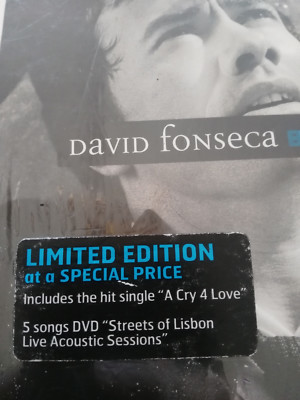 DAVID FONSECA
LIMITED EDITION
at a SPECIAL PRICE
Includes the hit single "A Cry 4 Love"
5 songs DVD "Streets of Lisbon
Live Acoustic Sessions"